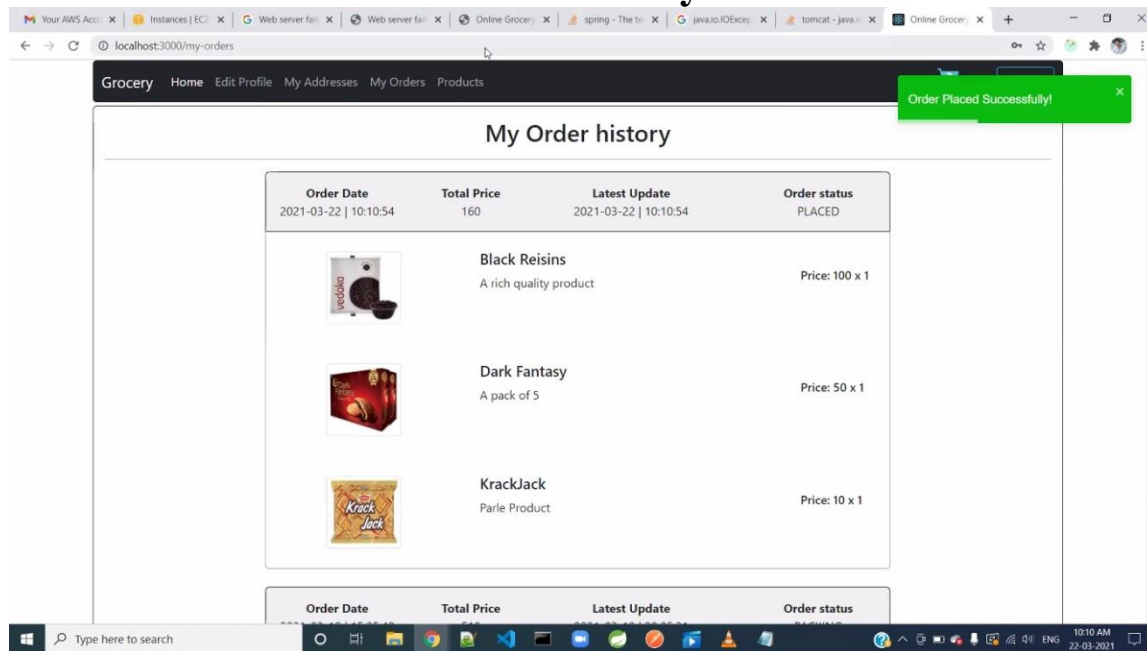 Your AWS Acco
Instances | EC2
Web server fail
Web server fail
Online Grocery
spring - The te
java.io.IOExcep
tomcat - java.i
Online Grocery
localhost:3000/my-orders
Grocery Home Edit Profile My Addresses My Orders Products
Order Placed Successfully!
My Order history
Order Date Total Price Latest Update Order status
2021-03-22 | 10:10:54 160 2021-03-22 | 10:10:54 PLACED
Black Reisins
A rich quality product
Price: 100 x 1
vedaka
Dark Fantasy
A pack of 5
Price: 50 x 1
Dark Fantasy
KrackJack
Parle Product
Price: 10 x 1
Krack
Jack
Order Date Total Price Latest Update Order status
Type here to search
ENG
10:10 AM
22-03-2021